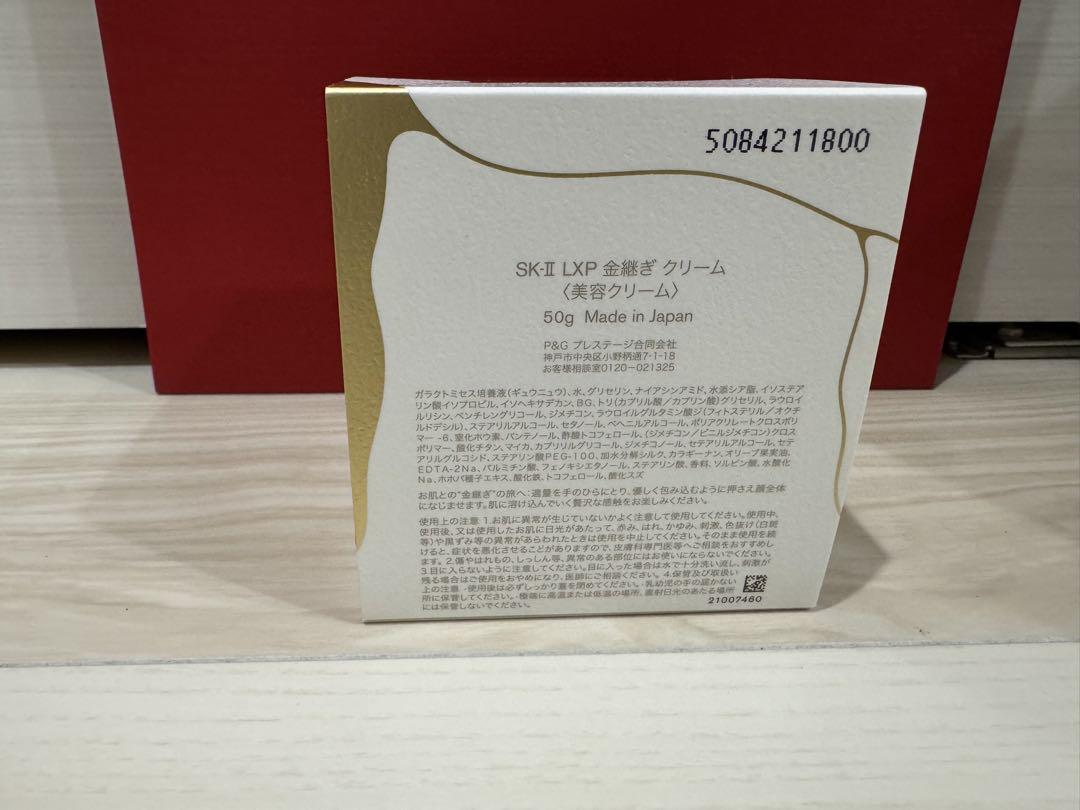 5084211800
SK-II LXP 金継ぎ クリーム
〈美容クリーム〉
50g Made in Japan
P&G プレステージ合同会社
神戸市中央区小野柄通7-1-18
お客様相談室0120-021325
ガラクトミセス培養液(ギュウニュウ)、水、グリセリン、ナイアシンアミド、水添シア脂、イソステア
リン酸イソプロピル、イソヘキサデカン、BG、トリ(カプリル酸/カプリン酸)グリセリル、ラウロイ
ルリシン、ペンチレングリコール、ジメチコン、ラウロイルグルタミン酸ジ(フィトステリル/オクチ
ルドデシル)、ステアリルアルコール、セタノール、ベヘニルアルコール、ポリアクリレートクロスポリ
マー -6、窒化ホウ素、パンテノール、酢酸トコフェロール、(ジメチコン/ビニルジメチコン)クロス
ポリマー、酸化チタン、マイカ、カプリリルグリコール、ジメチコノール、セテアリルアルコール、セテ
アリルグルコシド、ステアリン酸PEG-100、加水分解シルク、カラギーナン、オリーブ果実油、
EDTA-2Na、パルミチン酸、フェノキシエタノール、ステアリン酸、香料、ソルビン酸、水酸化
Na、ホホバ種子エキス、酸化鉄、トコフェロール、酸化スズ
お肌との“金継ぎ”の旅へ:適量を手のひらにとり、優しく包み込むように押さえ顔全体
になじませます。肌に溶け込んでいく贅沢な感触をお楽しみください。
使用上の注意 1.お肌に異常が生じていないかよく注意して使用してください。使用中、
使用後、又は使用したお肌に日光があたって、赤み、はれ、かゆみ、刺激、色抜け(白斑
等)や黒ずみ等の異常があらわれたときは使用を中止してください。そのまま使用を続
けると、症状を悪化させることがありますので、皮膚科専門医等へご相談をおすすめし
ます。2.傷やはれもの、しっしん等、異常のある部位にはお使いにならないでください。
3.目に入らないように注意してください。目に入った場合は水で十分洗い流し、刺激が
残る場合はご使用をおやめになり、医師にご相談ください。4.保管及び取扱い
上の注意 ・使用後は必ずしっかり蓋を閉めてください。・乳幼児の手の届かない
所に保管してください。・極端に高温または低温の場所、直射日光のあたる場所
には保管しないでください。
21007460